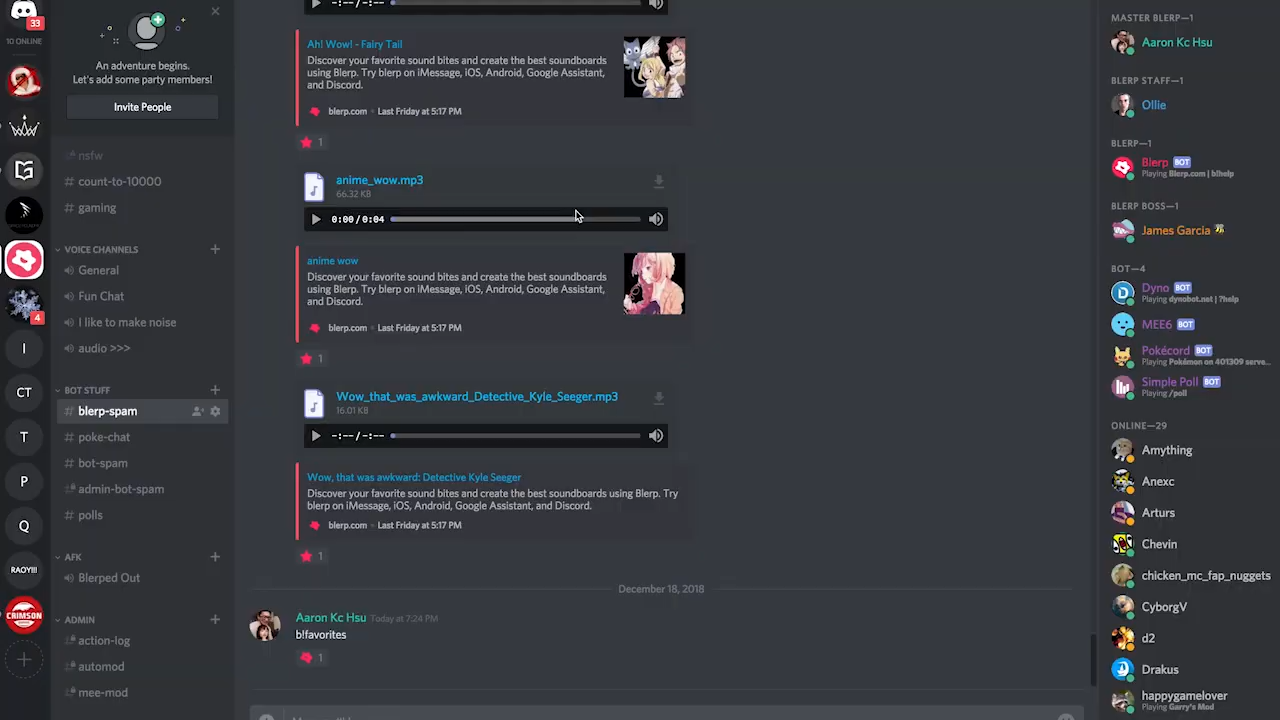 33
10 ONLINE
4
I
CT
T
P
Q
RAOY!!!
CRIMSON
An adventure begins.
Let's add some party members!
Invite People
nsfw
# count-to-10000
# gaming
VOICE CHANNELS
General
Fun Chat
I like to make noise
audio >>>
BOT STUFF
# blerp-spam
# poke-chat
# bot-spam
admin-bot-spam
# polls
AFK
Blerped Out
ADMIN
action-log
automod
mee-mod
-:--/-:--
Ah! Wow! - Fairy Tail
Discover your favorite sound bites and create the best soundboards
using Blerp. Try blerp on iMessage, iOS, Android, Google Assistant,
and Discord.
blerp.com • Last Friday at 5:17 PM
1
anime_wow.mp3
66.32 KB
0:00/0:04
anime wow
Discover your favorite sound bites and create the best soundboards
using Blerp. Try blerp on iMessage, iOS, Android, Google Assistant,
and Discord.
blerp.com • Last Friday at 5:17 PM
1
Wow_that_was_awkward_Detective_Kyle_Seeger.mp3
16.01 KB
-:--/-:--
Wow, that was awkward: Detective Kyle Seeger
Discover your favorite sound bites and create the best soundboards using Blerp. Try
blerp on iMessage, iOS, Android, Google Assistant, and Discord.
blerp.com • Last Friday at 5:17 PM
1
December 18, 2018
Aaron Kc Hsu Today at 7:24 PM
b!favorites
1
MASTER BLERP—1
Aaron Kc Hsu
BLERP STAFF—1
Ollie
BLERP—1
Blerp BOT
Playing Blerp.com | b!help
BLERP BOSS—1
James Garcia
BOT—4
Dyno BOT
Playing dynobot.net | ?help
MEE6 BOT
Pokécord BOT
Playing Pokémon on 401309 serve...
Simple Poll BOT
Playing /poll
ONLINE—29
Anything
Anexc
Arturs
Chevin
chicken_mc_fap_nuggets
CyborgV
d2
Drakus
happygamelover
Playing Garry's Mod